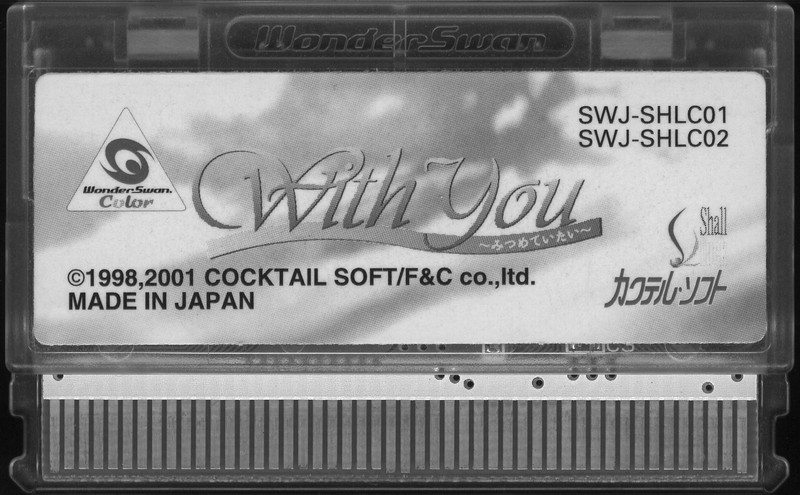 WonderSwan
SWJ-SHLC01
SWJ-SHLC02
WonderSwan
Color
With You
～みつめていたい～
Shall
©1998,2001 COCKTAIL SOFT/F&C co.,ltd.
カクテル・ソフト
MADE IN JAPAN